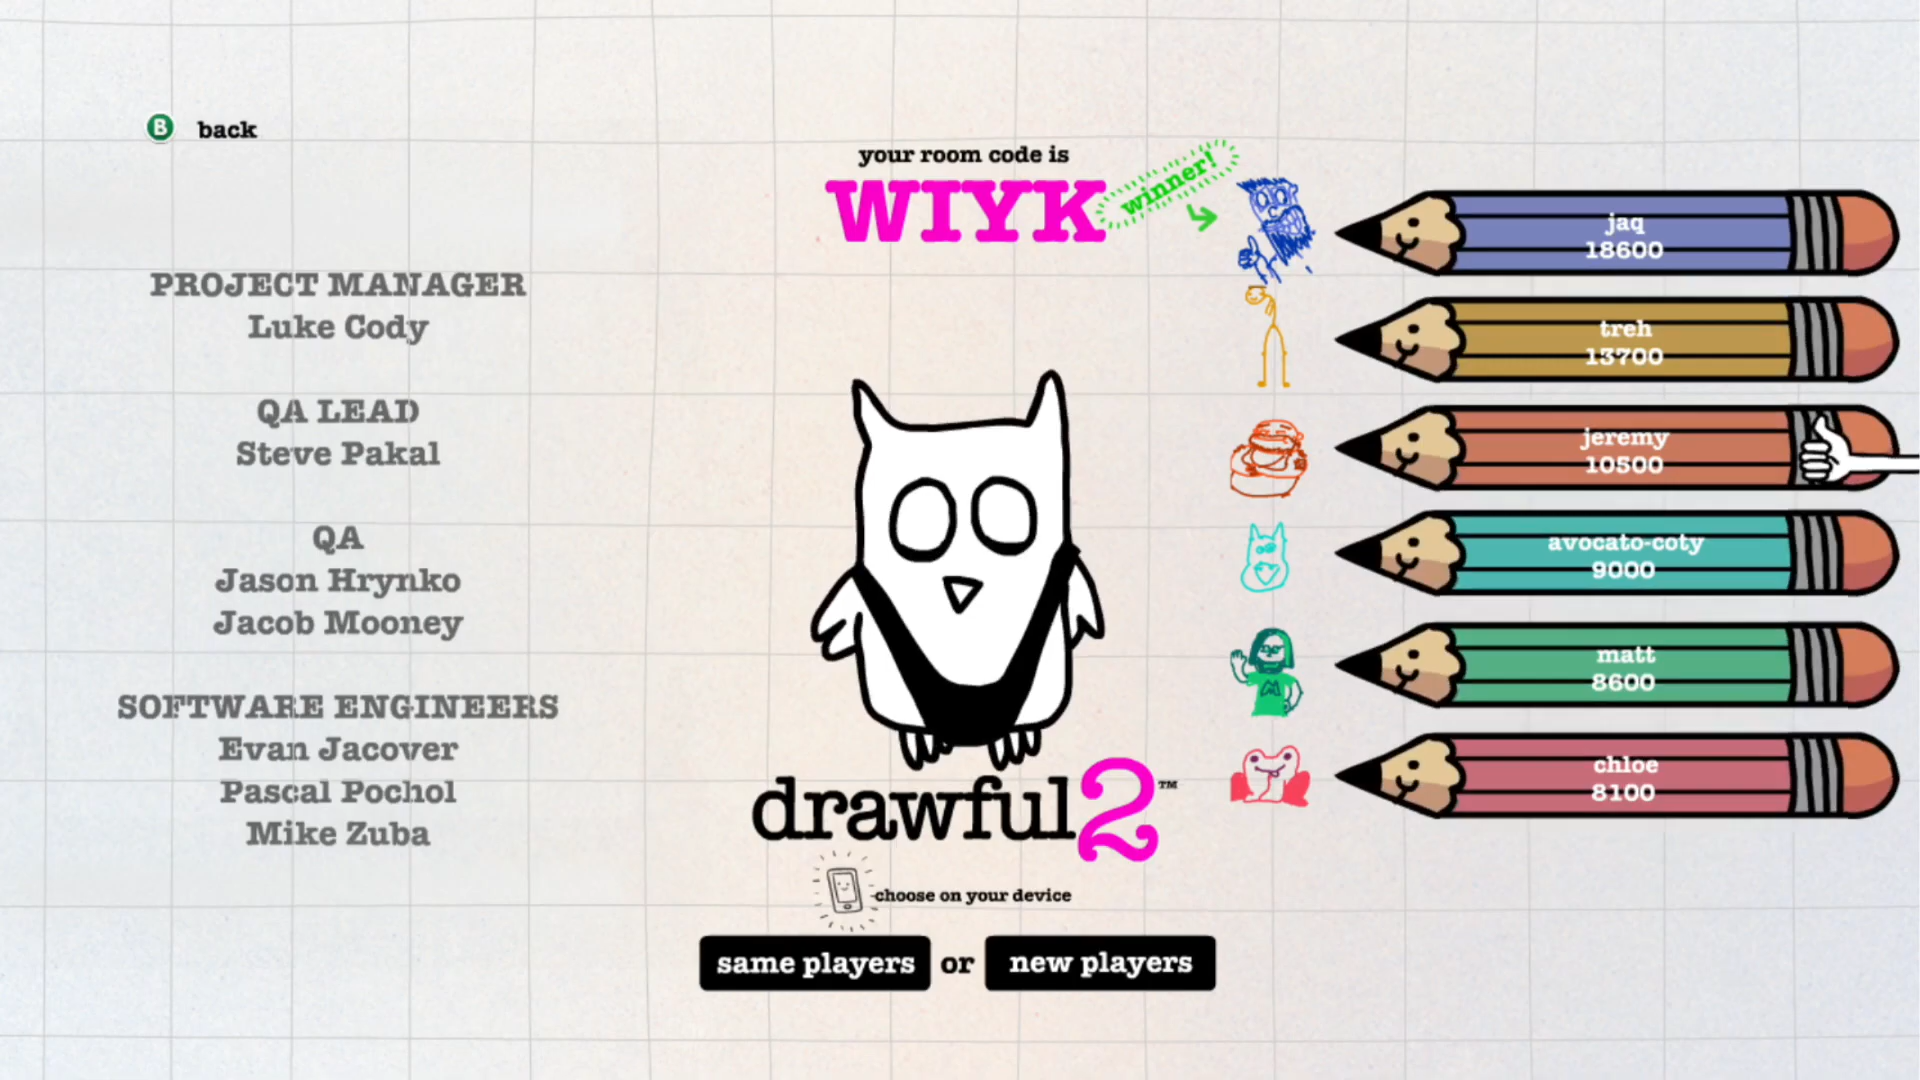 B back
your room code is
WIYK
winner!
PROJECT MANAGER
Luke Cody
QA LEAD
Steve Pakal
QA
Jason Hrynko
Jacob Mooney
SOFTWARE ENGINEERS
Evan Jacover
Pascal Pochol
Mike Zuba
jaq
18600
treh
13700
jeremy
10500
avocato-coty
9000
matt
8600
M
chloe
8100
drawful 2™
choose on your device
same players or new players